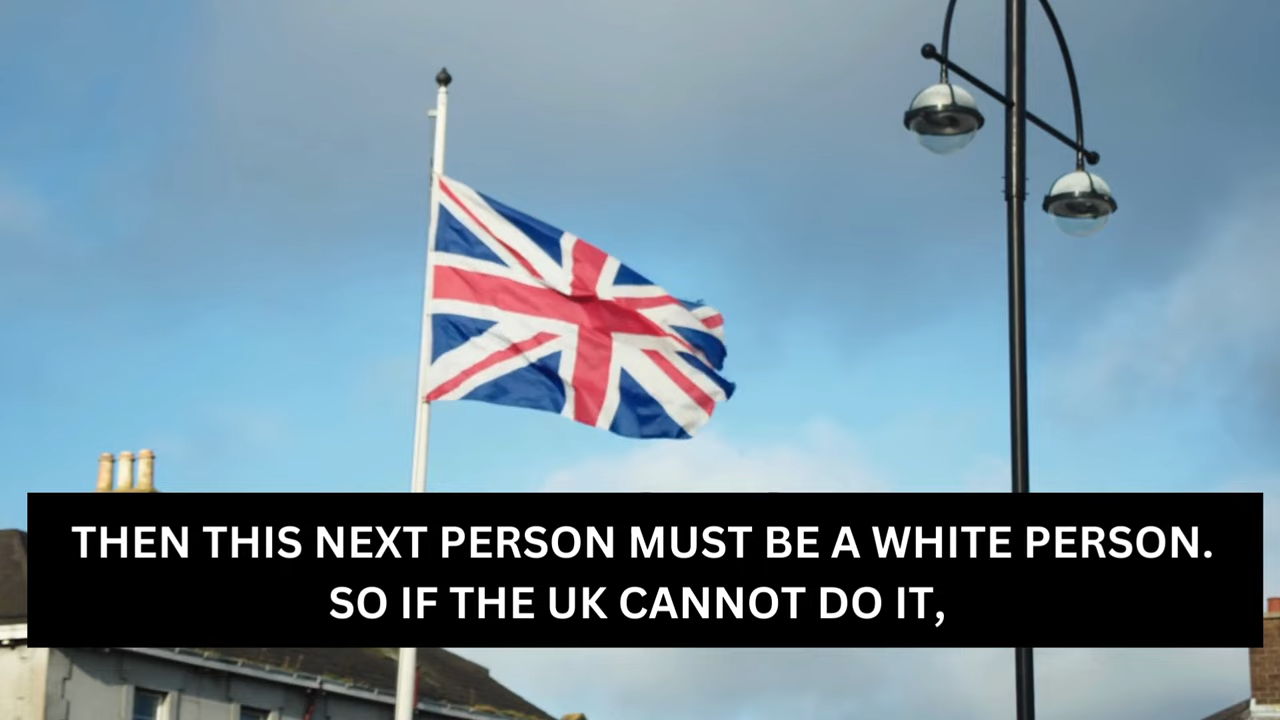 THEN THIS NEXT PERSON MUST BE A WHITE PERSON.
SO IF THE UK CANNOT DO IT,